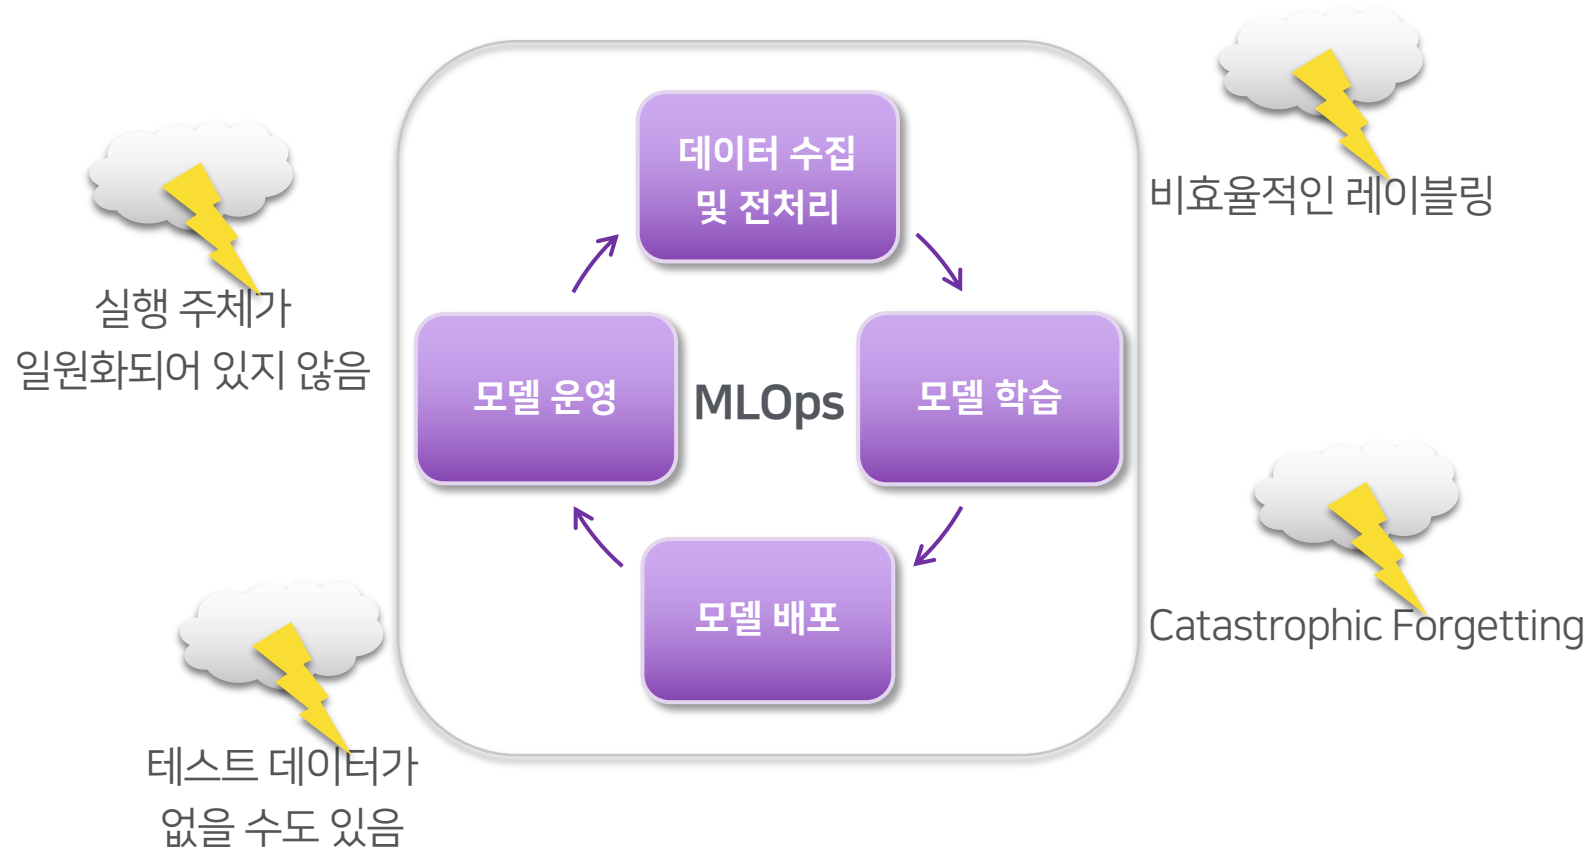 데이터 수집
및 전처리
비효율적인 레이블링
실행 주체가
일원화되어 있지 않음
모델 운영
MLOps
모델 학습
모델 배포
Catastrophic Forgetting
테스트 데이터가
없을 수도 있음